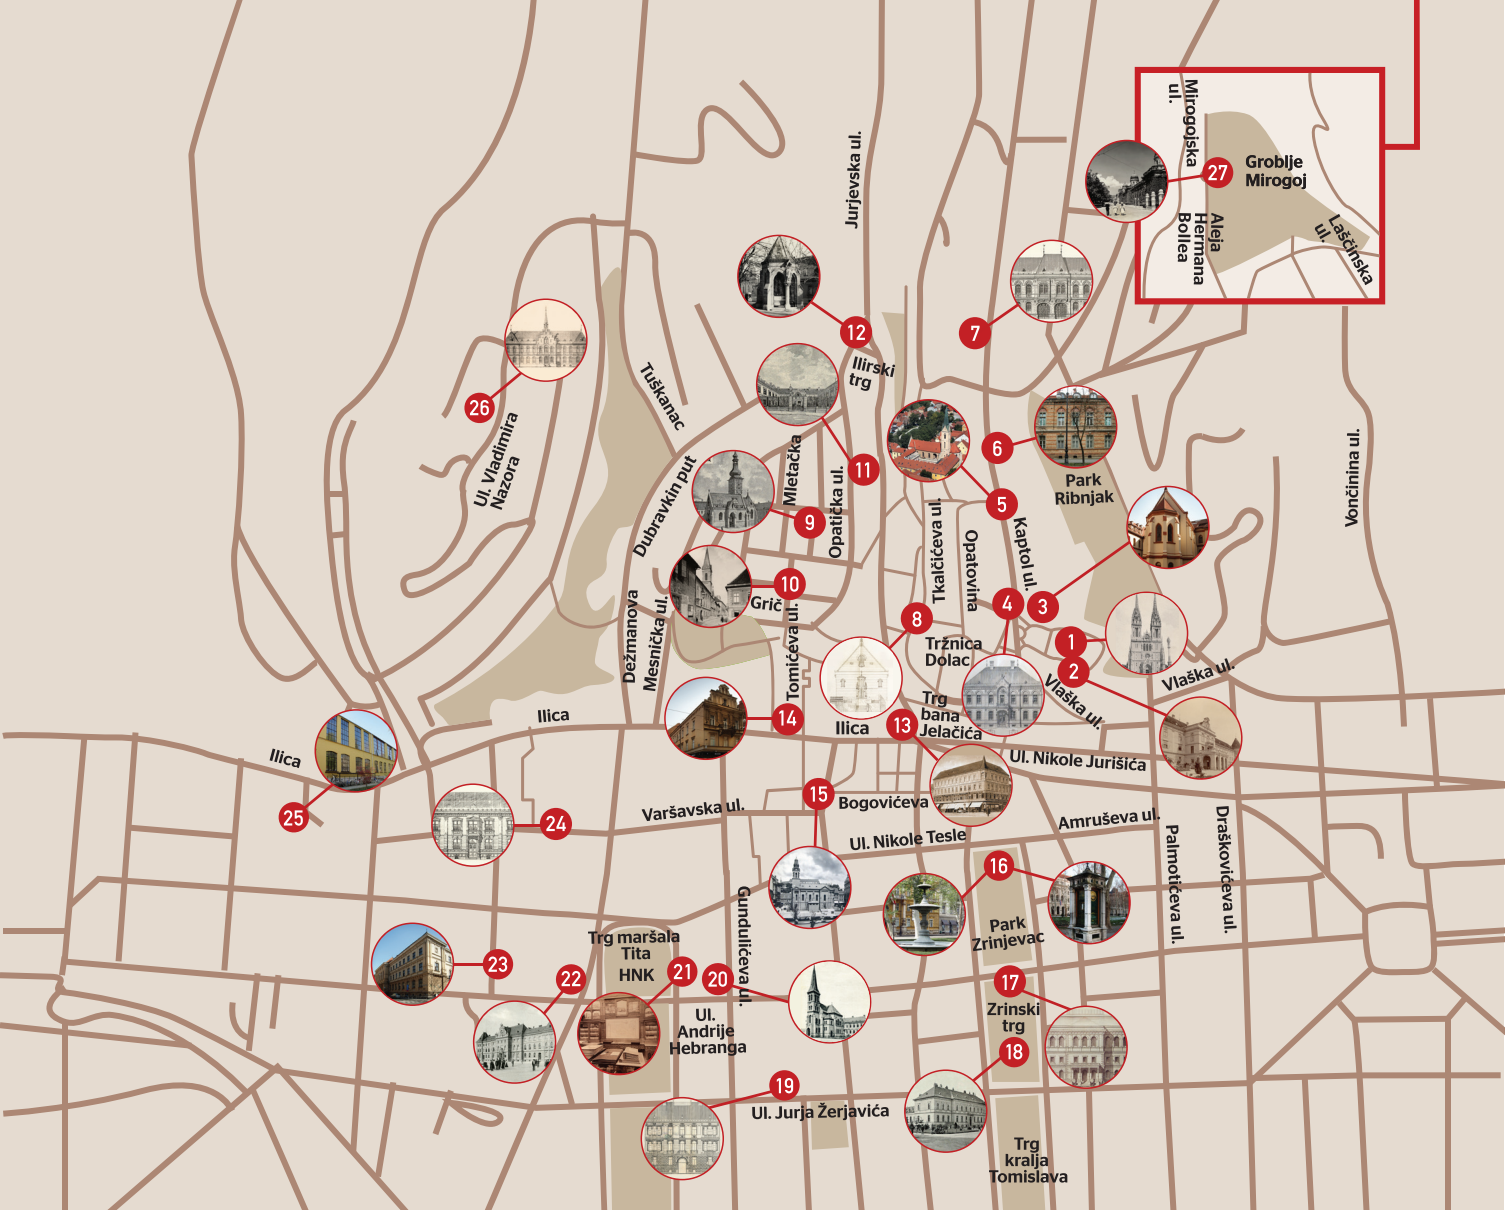 Mirogojska
ul.
27
Groblje
Mirogoj
Aleja
Hermana
Bollea
Laščinska
ul.
Jurjevska ul.
12
7
Ilirski
trg
26
Tuškanac
Ul. Vladimira
Nazora
Dubravkin put
Mletačka
11
Opatička ul.
6
Park
Ribnjak
Vončinina ul.
5
9
Tkalčićeva ul.
Opatovina
Kaptol ul.
10
Grič
Dežmanova
Mesnička ul.
Tomićeva ul.
8
4
3
1
2
Tržnica
Dolac
Vlaška ul.
Vlaška ul.
Trg
bana
Jelačića
14
13
Ilica
Ilica
Ilica
Ul. Nikole Jurišića
25
24
15
Bogovićeva
Varšavska ul.
Ul. Nikole Tesle
Amruševa ul.
Palmotićeva ul.
Draškovićeva ul.
16
Gundulićeva ul.
Park
Zrinjevac
Trg maršala
Tita
HNK
23
22
21
20
17
Zrinski
trg
18
Ul.
Andrije
Hebranga
19
Ul. Jurja Žerjavića
Trg
kralja
Tomislava